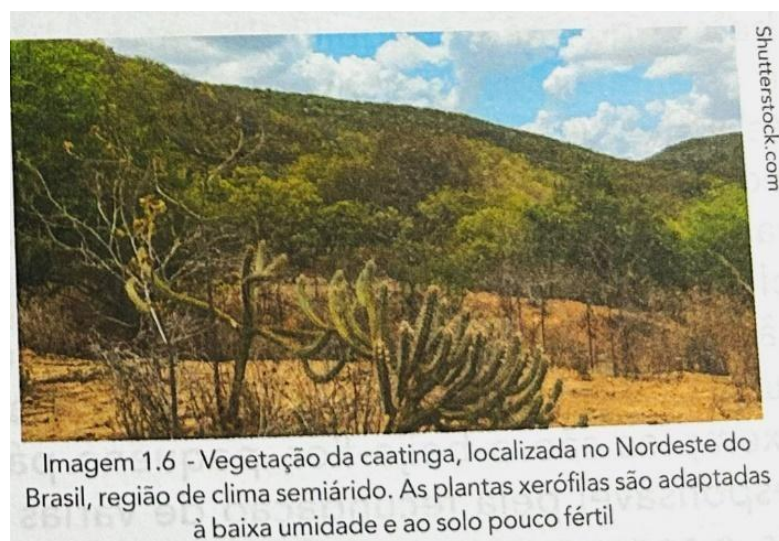 Shutterstock.com
Imagem 1.6 - Vegetação da caatinga, localizada no Nordeste do
Brasil, região de clima semiárido. As plantas xerófilas são adaptadas
à baixa umidade e ao solo pouco fértil